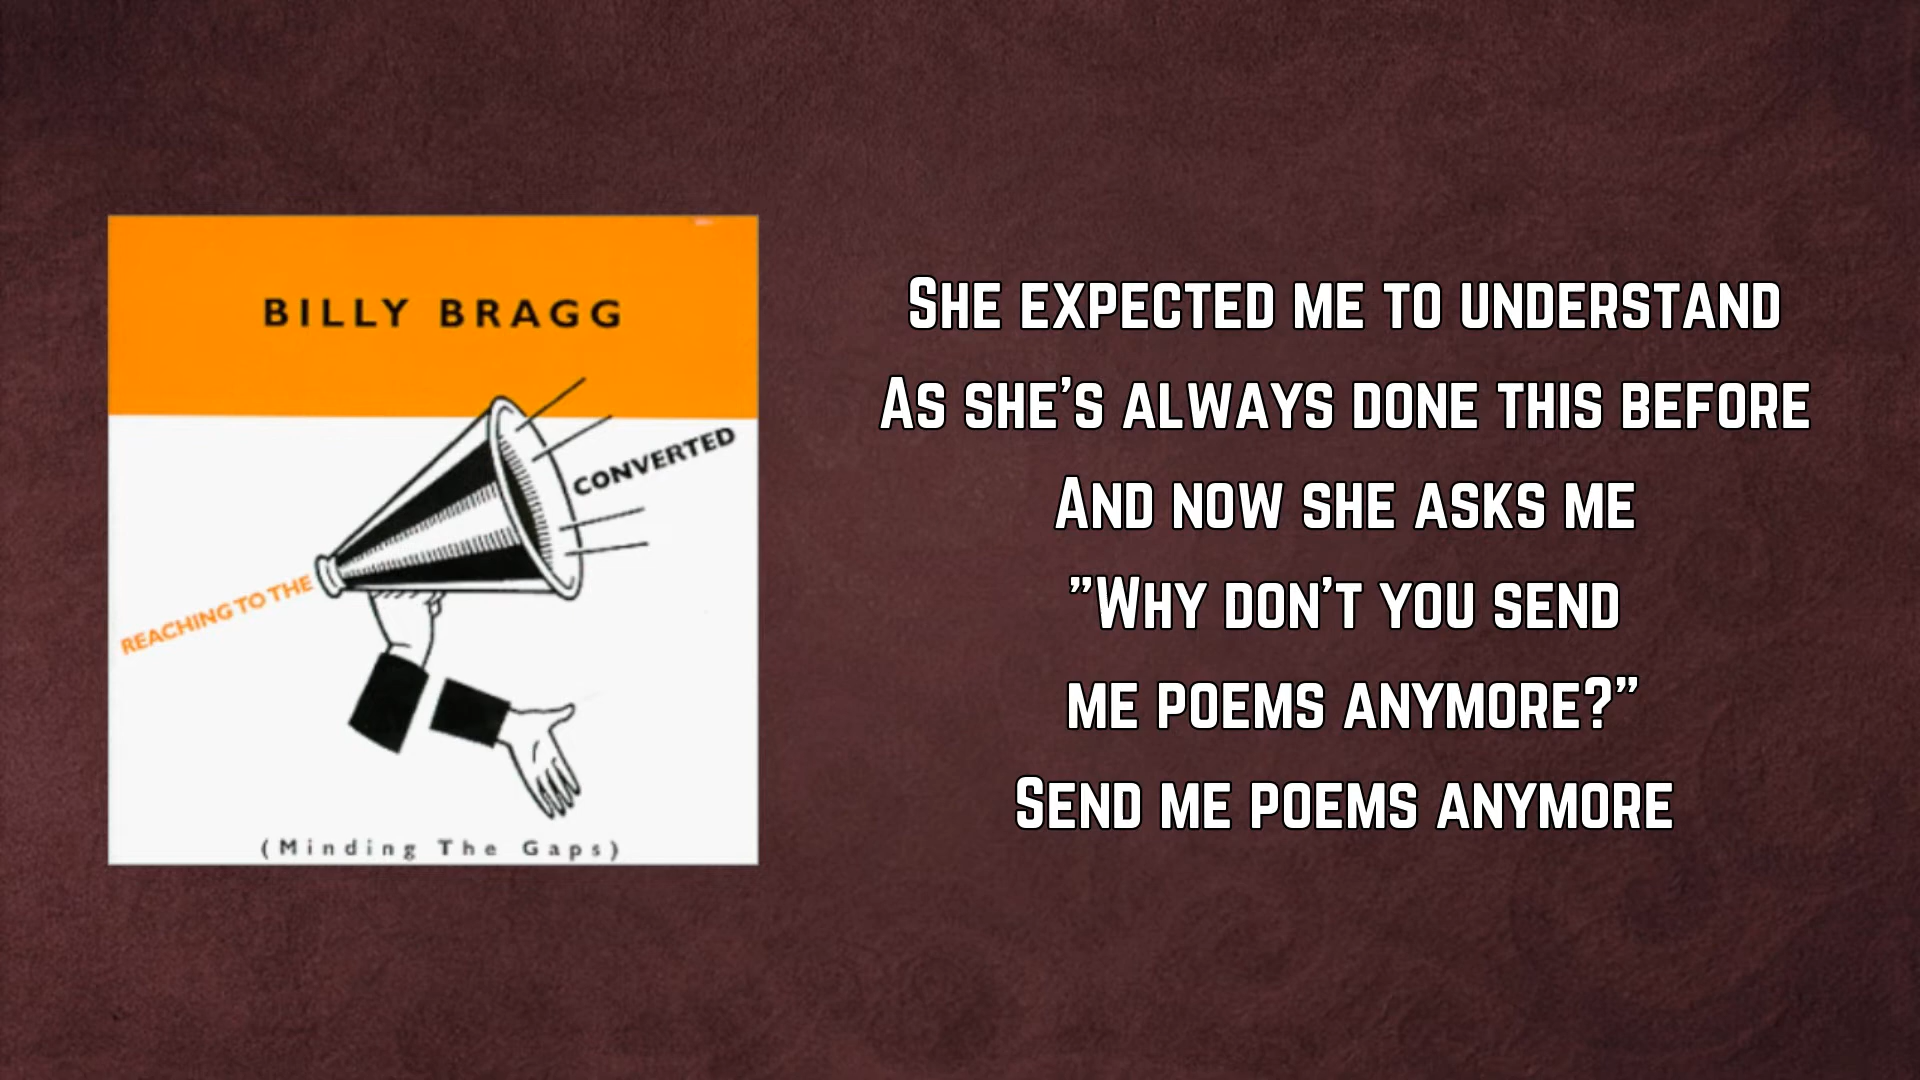 BILLY BRAGG
REACHING TO THE
CONVERTED
(Minding The Gaps)
She expected me to understand
As she's always done this before
And now she asks me
"Why don't you send
me poems anymore?"
Send me poems anymore